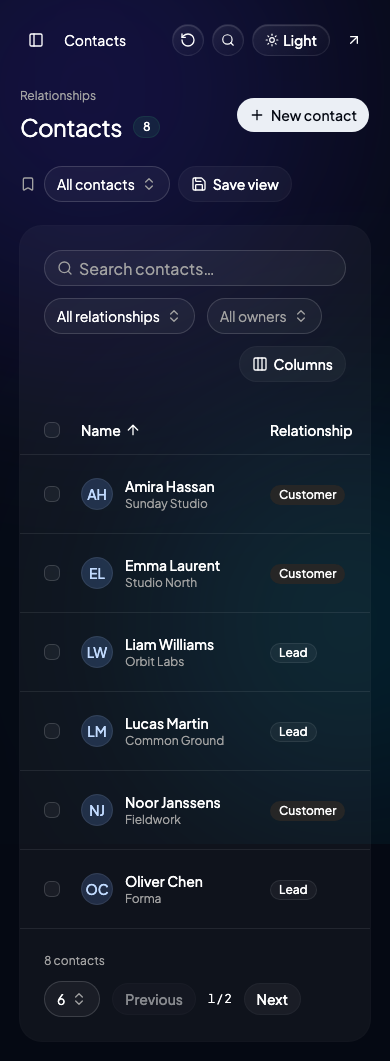 Contacts
Light
Relationships
Contacts 8
New contact
All contacts
Save view
Search contacts...
All relationships
All owners
Columns
Name
Relationship
AH
Amira Hassan
Sunday Studio
Customer
EL
Emma Laurent
Studio North
Customer
LW
Liam Williams
Orbit Labs
Lead
LM
Lucas Martin
Common Ground
Lead
NJ
Noor Janssens
Fieldwork
Customer
OC
Oliver Chen
Forma
Lead
8 contacts
6
Previous
1/2
Next